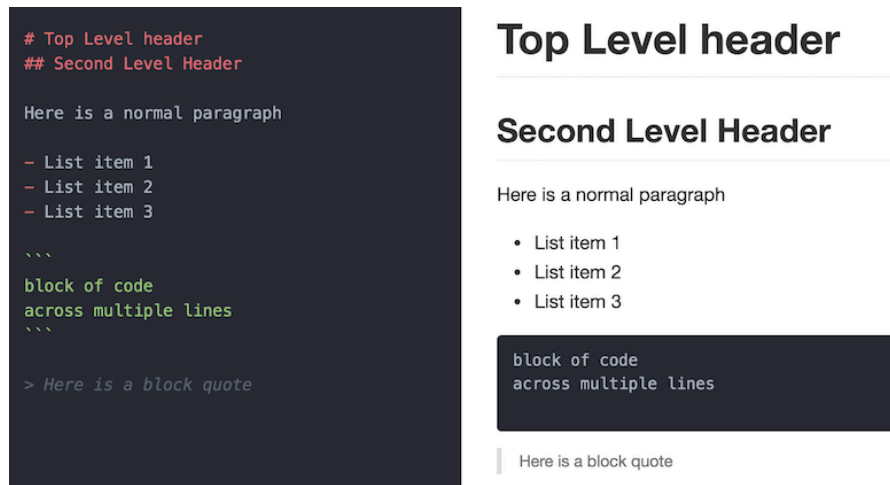 # Top Level header
## Second Level Header
Here is a normal paragraph
- List item 1
- List item 2
- List item 3
```
block of code
across multiple lines
```
> Here is a block quote
Top Level header
Second Level Header
Here is a normal paragraph
• List item 1
• List item 2
• List item 3
block of code
across multiple lines
Here is a block quote